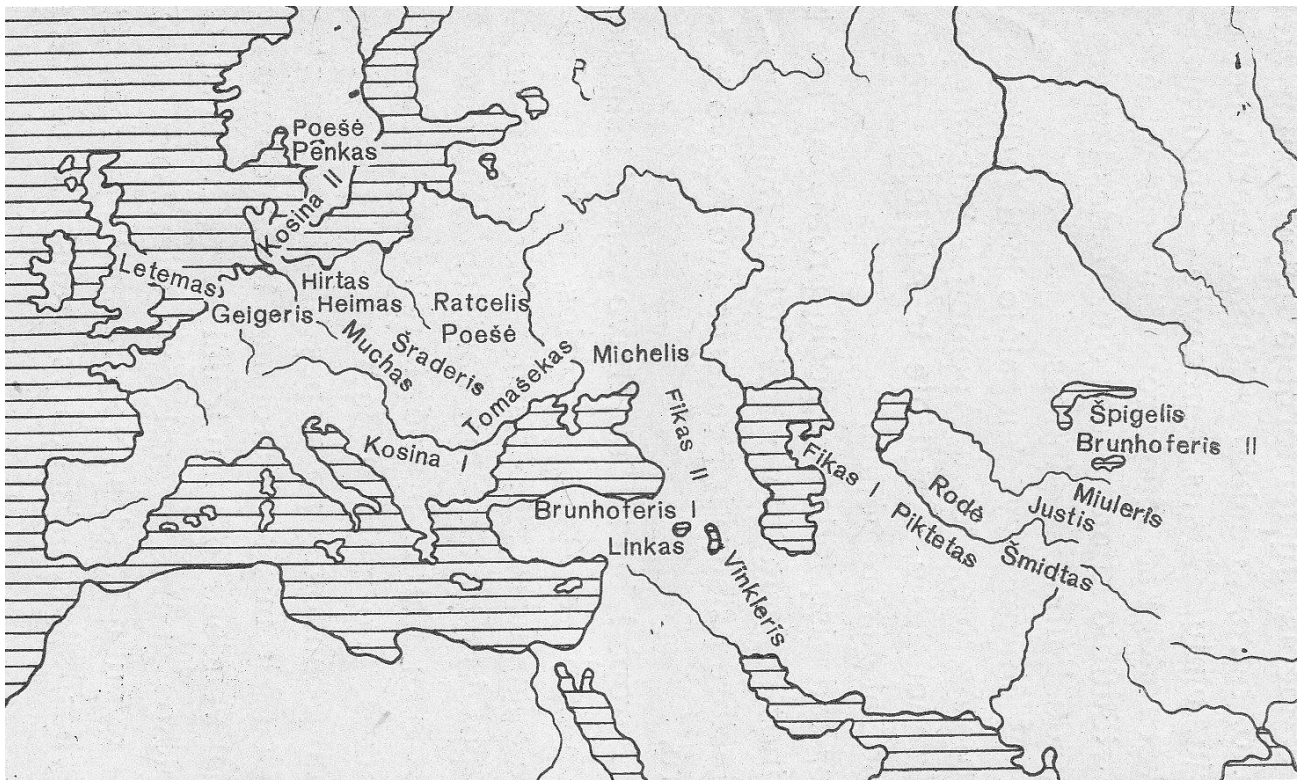 Poešė
Penkas
Kosina II
Letemas
Geigeris
Hirtas
Heimas
Muchas
Šraderis
Ratcelis
Poešė
Tomašekas
Michelis
Kosina I
Fikas II
Brunhoferis I
Linkas
Vinkleris
Fikas I
Piktetas
Rodė
Justis
Miuleris
Šmidtas
Špigelis
Brunhoferis II